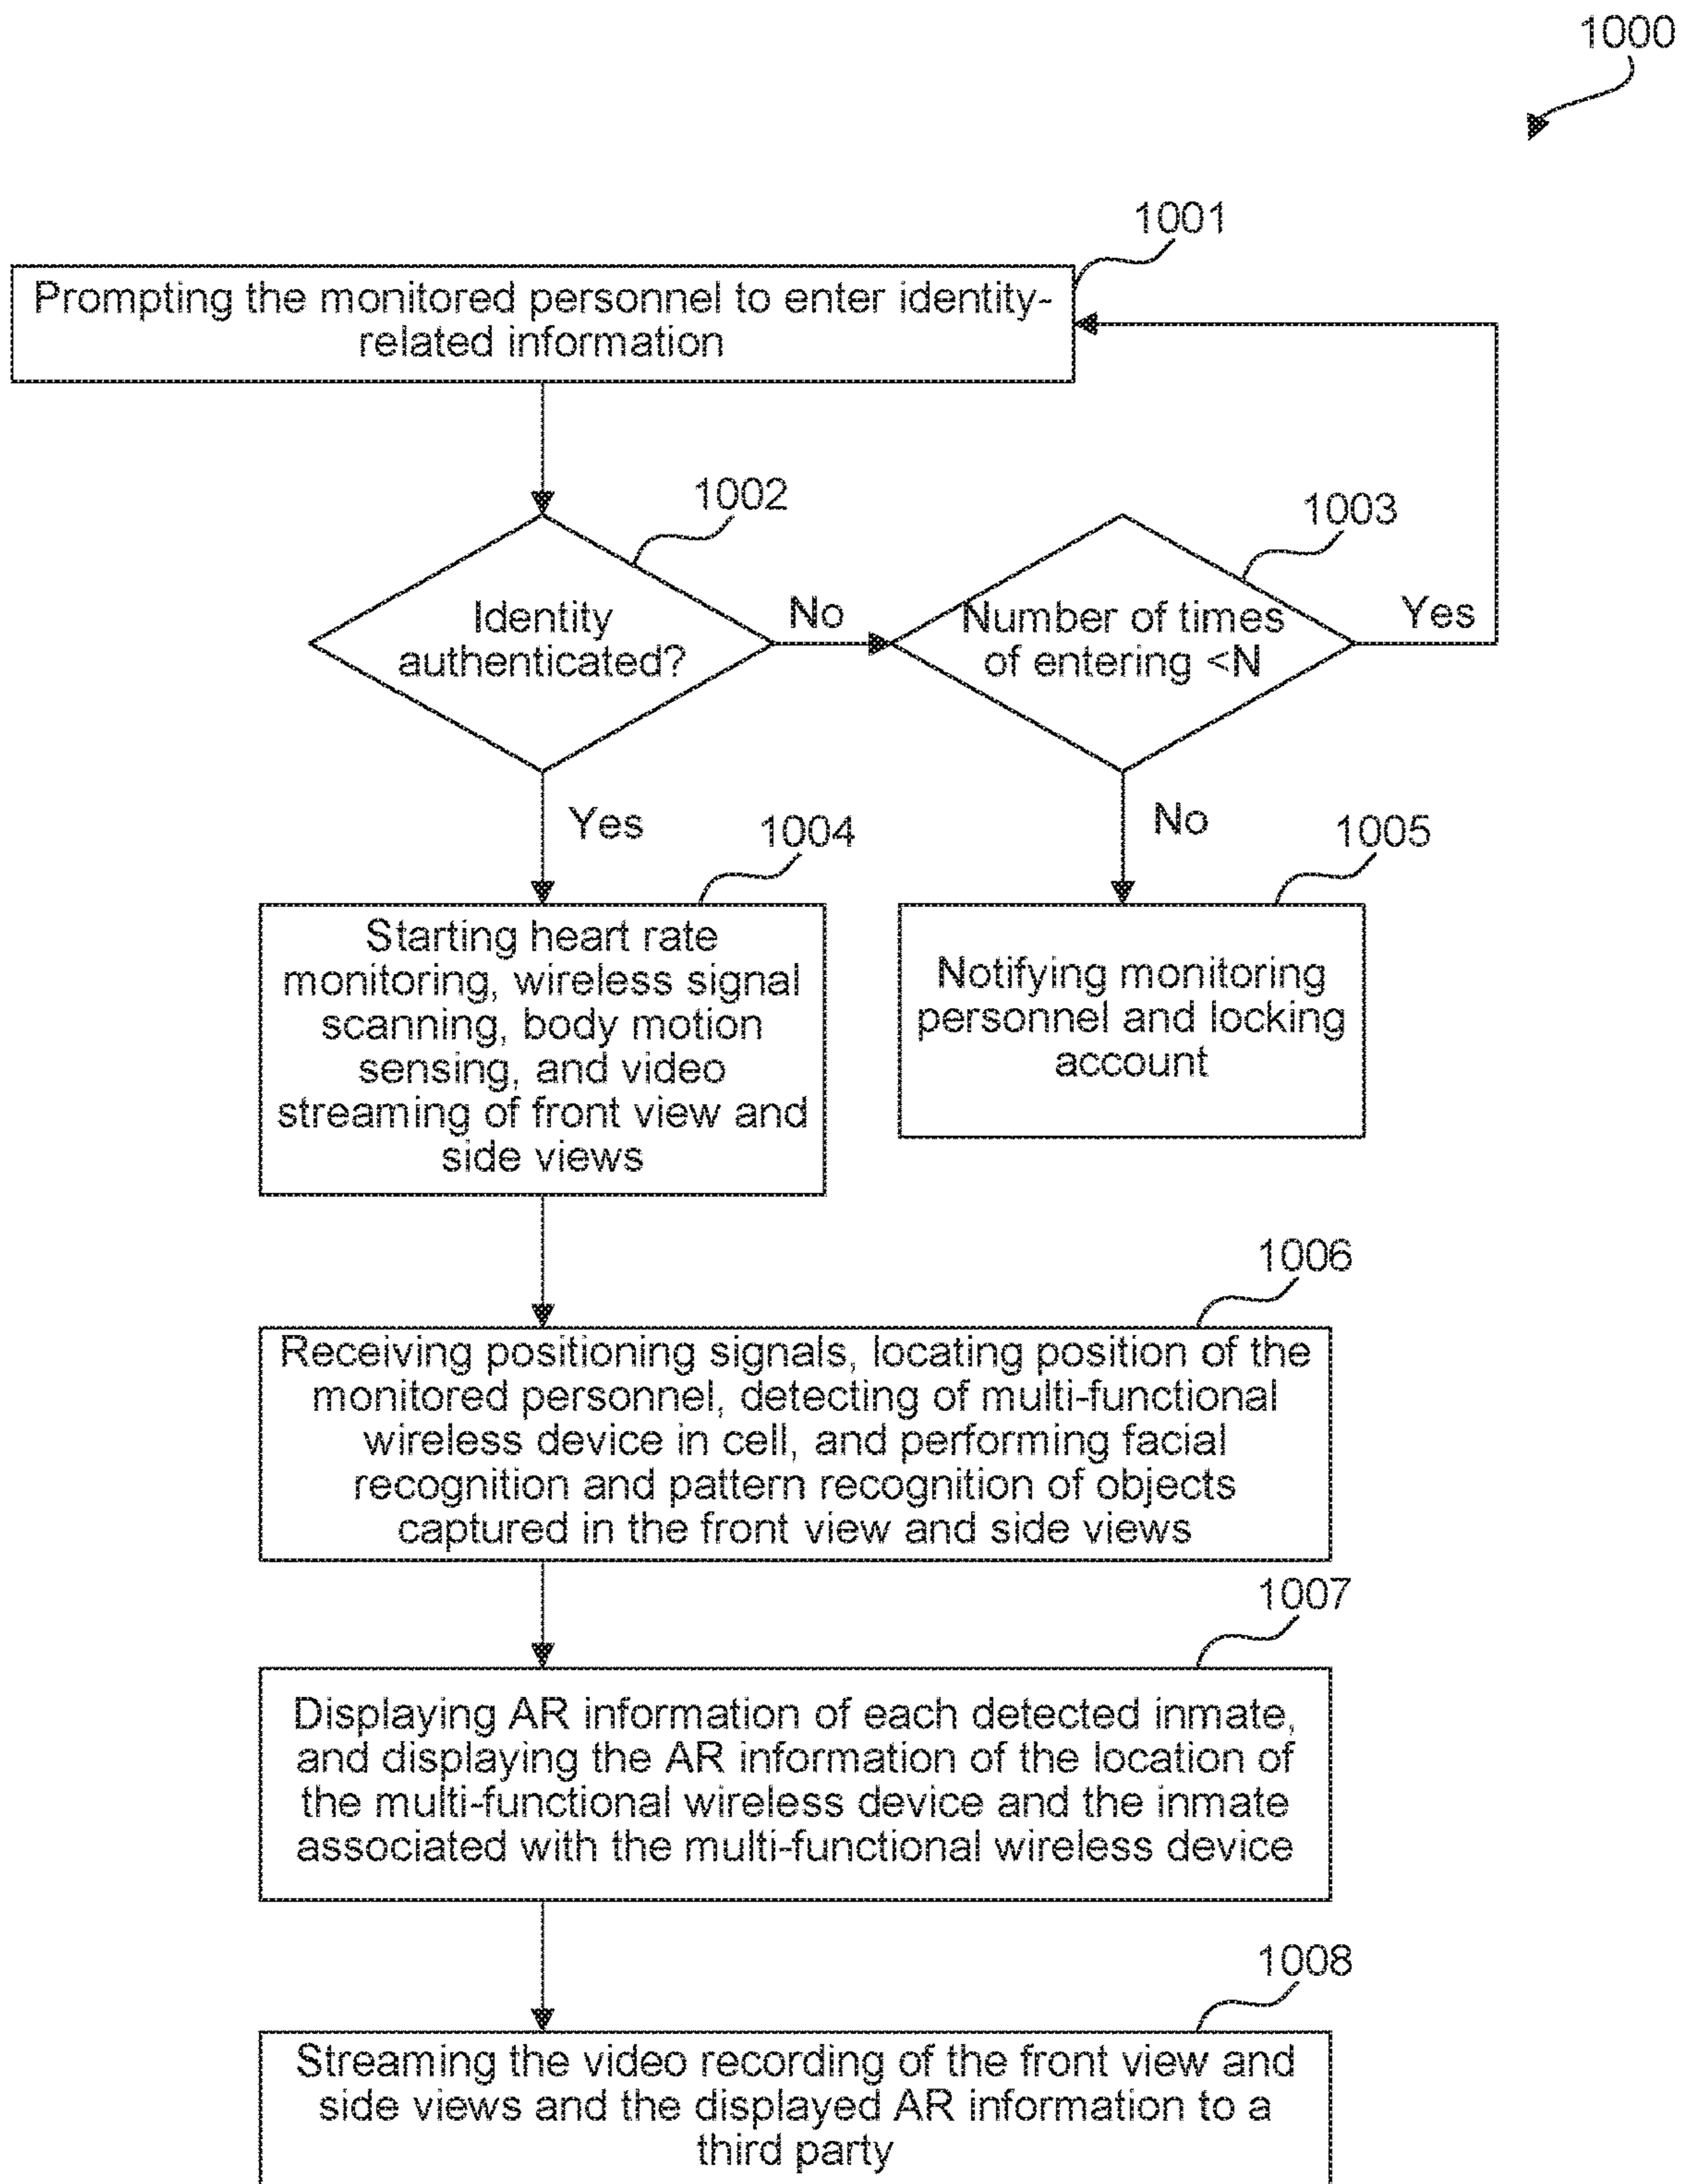 1000
1001
Prompting the monitored personnel to enter identity-
related information
1002
1003
Identity
authenticated?
No
Number of times
of entering <N
Yes
Yes
No
1004
1005
Starting heart rate
monitoring, wireless signal
scanning, body motion
sensing, and video
streaming of front view and
side views
Notifying monitoring
personnel and locking
account
1006
Receiving positioning signals, locating position of the
monitored personnel, detecting of multi-functional
wireless device in cell, and performing facial
recognition and pattern recognition of objects
captured in the front view and side views
1007
Displaying AR information of each detected inmate,
and displaying the AR information of the location of
the multi-functional wireless device and the inmate
associated with the multi-functional wireless device
1008
Streaming the video recording of the front view and
side views and the displayed AR information to a
third party